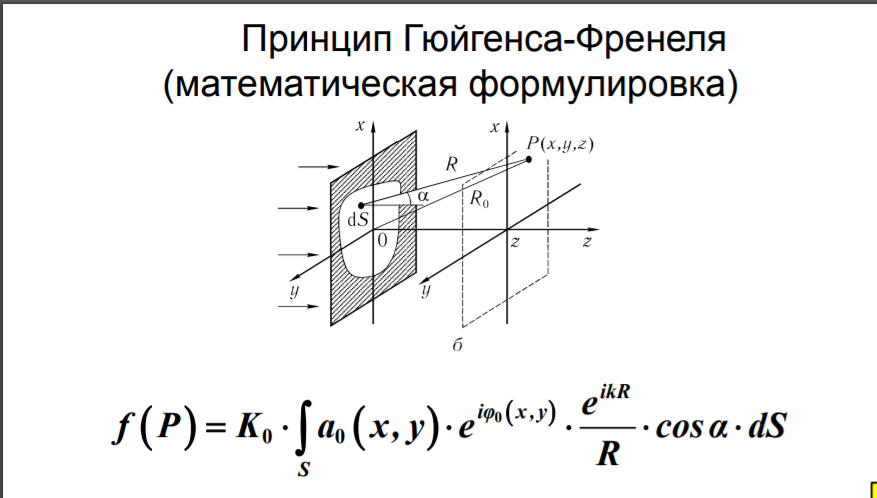 Принцип Гюйгенса-Френеля
(математическая формулировка)
x
x
P(x,y,z)
R
α
R₀
dS
0
z
z
y
y
б
f(P) = K₀ · ∫_S a₀(x, y) · e^{iφ₀(x,y)} · e^{ikR}/R · cos α · dS